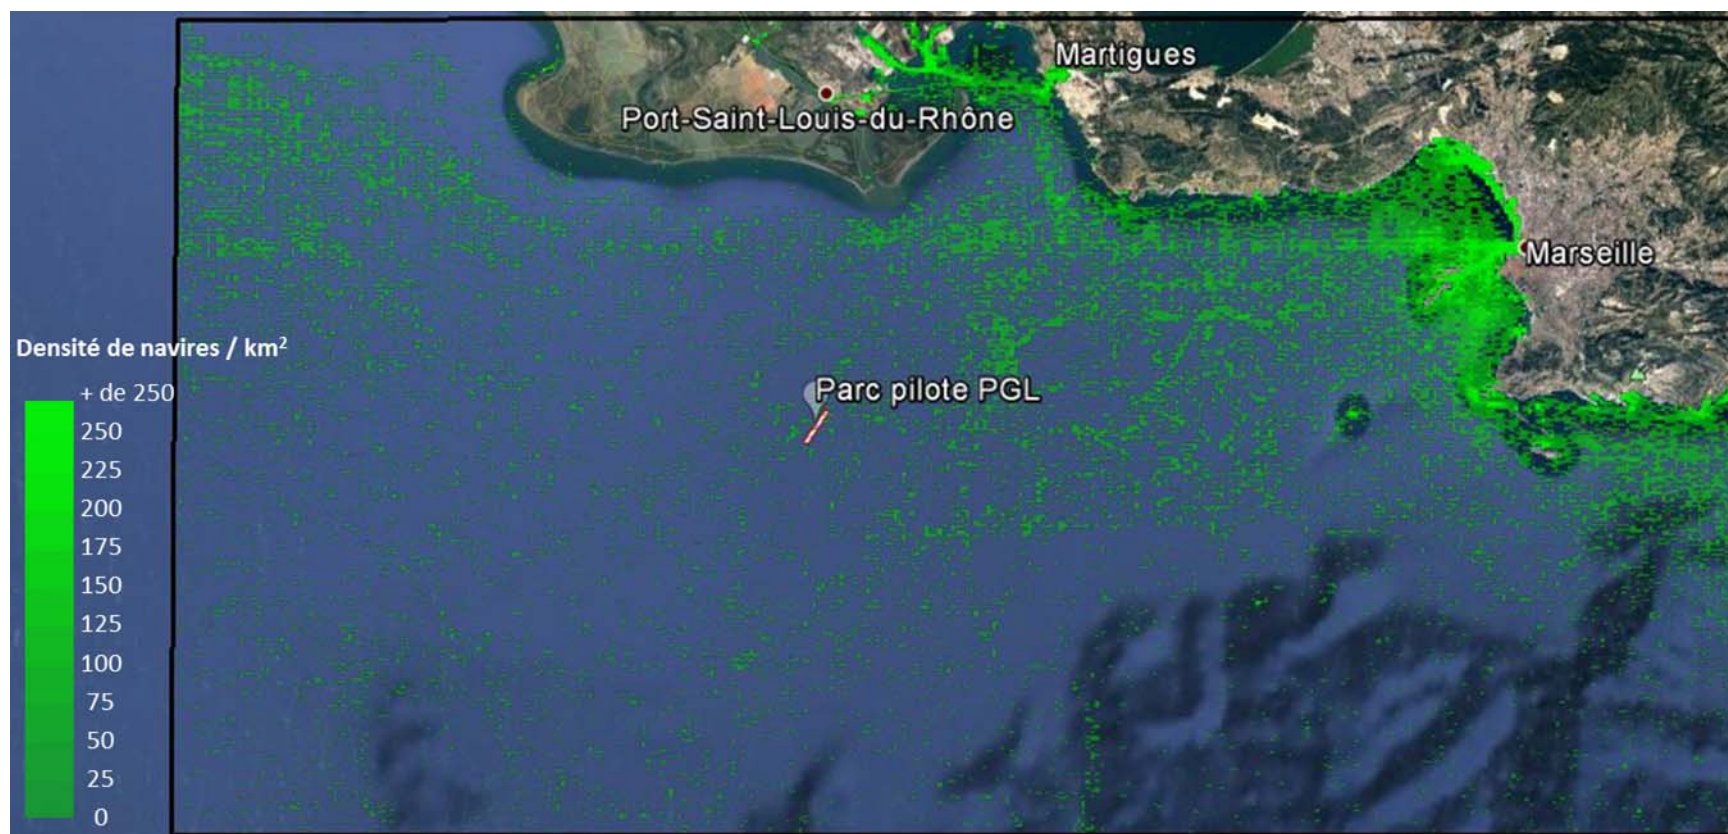 Martigues
Port-Saint-Louis-du-Rhône
Marseille
Densité de navires / km²
Parc pilote PGL
+ de 250
250
225
200
175
150
125
100
75
50
25
0